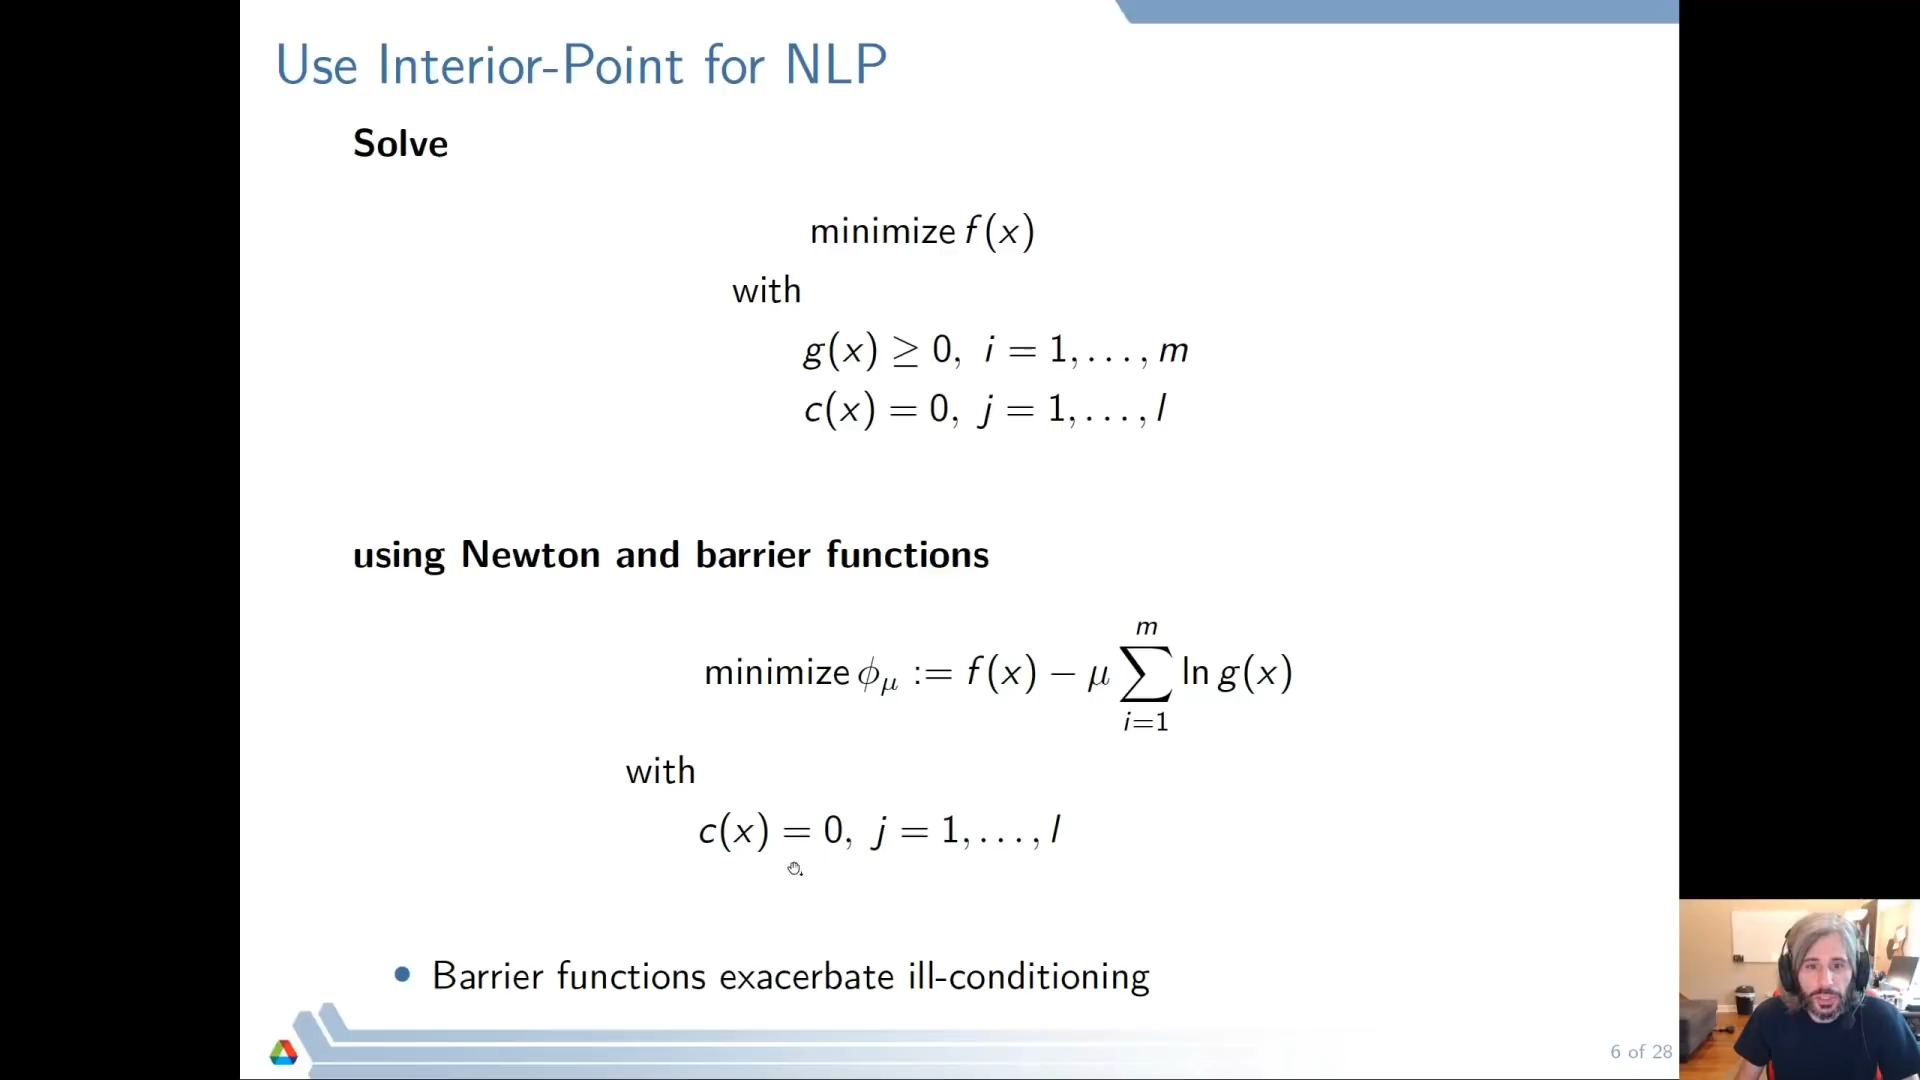 Use Interior-Point for NLP
Solve
minimize f(x)
with
g(x) ≥ 0, i = 1, . . . , m
c(x) = 0, j = 1, . . . , l
using Newton and barrier functions
minimize ϕμ := f(x) − μ ∑_{i=1}^{m} ln g(x)
with
c(x) = 0, j = 1, . . . , l
• Barrier functions exacerbate ill-conditioning
6 of 28